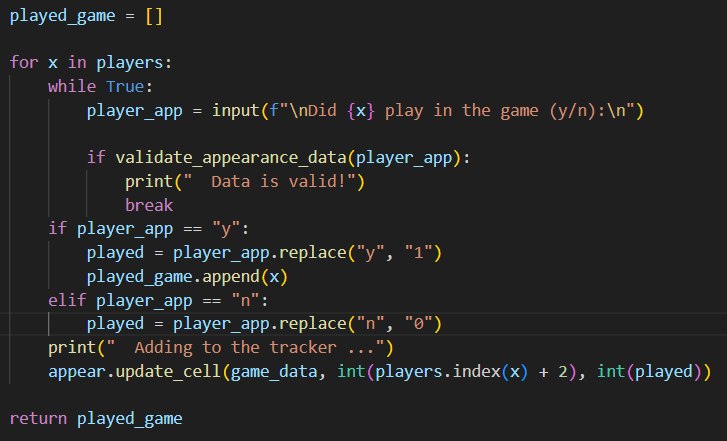 played_game = []

for x in players:
    while True:
        player_app = input(f"\nDid {x} play in the game (y/n):\n")

        if validate_appearance_data(player_app):
            print("  Data is valid!")
            break
    if player_app == "y":
        played = player_app.replace("y", "1")
        played_game.append(x)
    elif player_app == "n":
        played = player_app.replace("n", "0")
    print("  Adding to the tracker ...")
    appear.update_cell(game_data, int(players.index(x) + 2), int(played))

return played_game